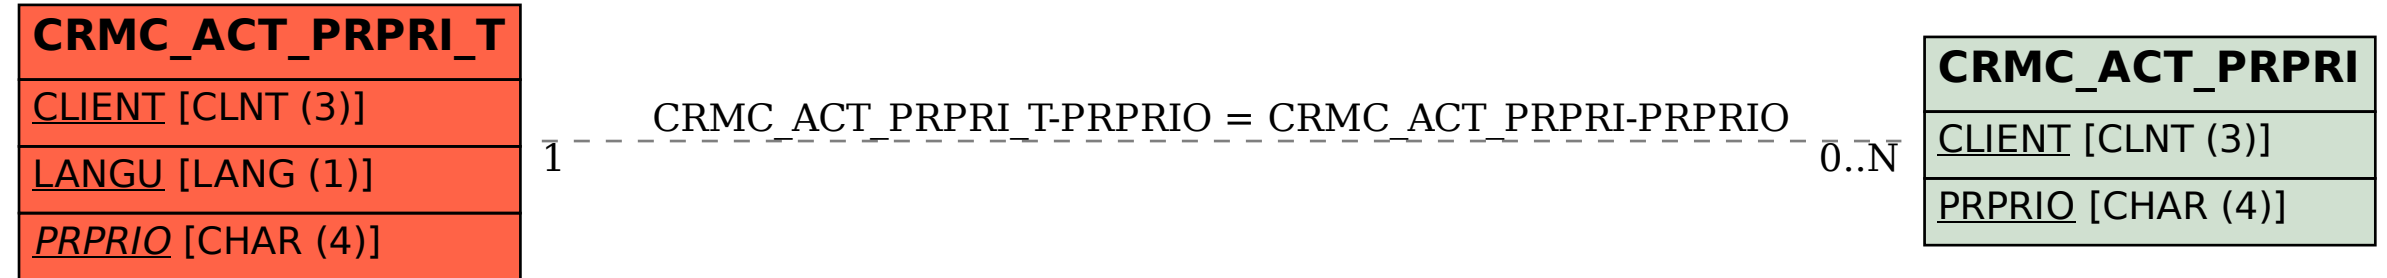 CRMC_ACT_PRPRI_T
CLIENT [CLNT (3)]
LANGU [LANG (1)]
PRPRIO [CHAR (4)]
CRMC_ACT_PRPRI_T-PRPRIO = CRMC_ACT_PRPRI-PRPRIO
1
0..N
CRMC_ACT_PRPRI
CLIENT [CLNT (3)]
PRPRIO [CHAR (4)]